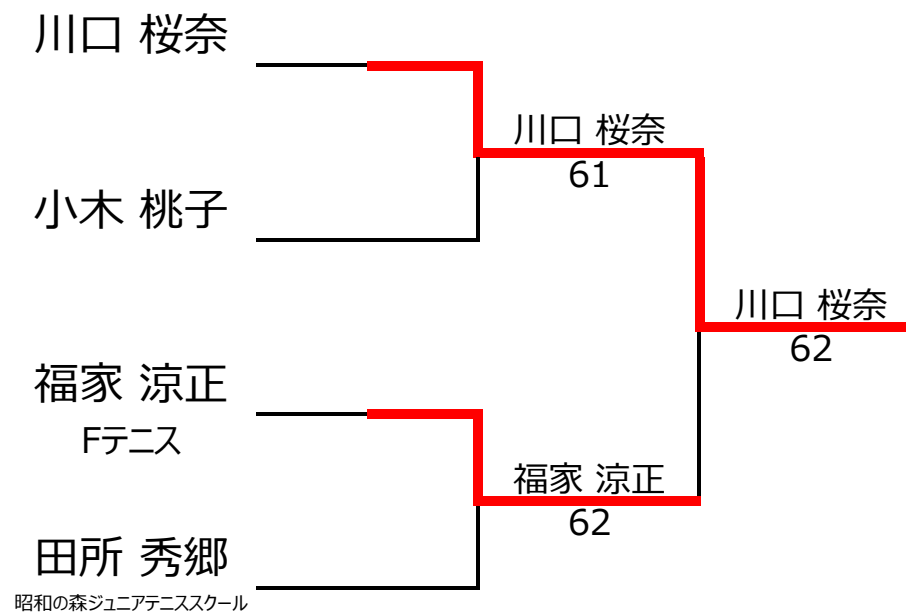 川口 桜奈
川口 桜奈
61
小木 桃子
川口 桜奈
62
福家 涼正
Fテニス
福家 涼正
62
田所 秀郷
昭和の森ジュニアテニススクール